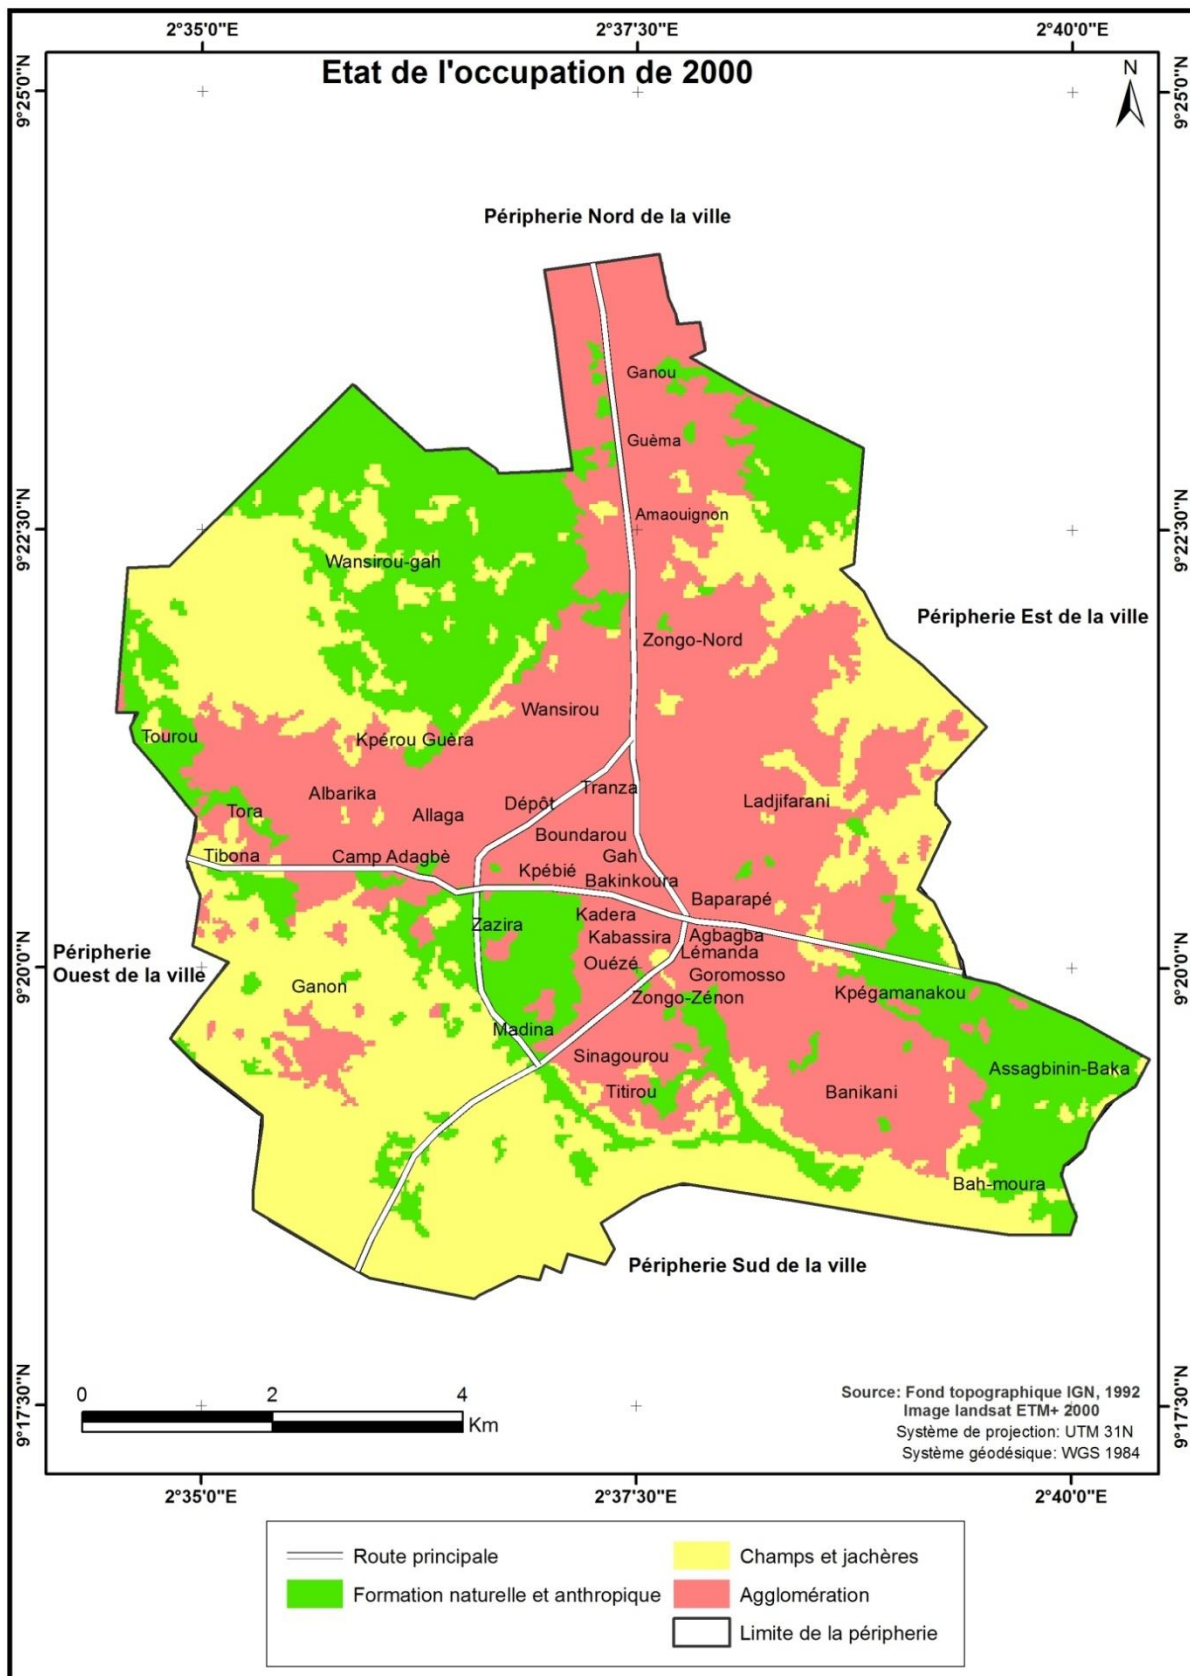 2°35'0"E
2°37'30"E
2°40'0"E
Etat de l'occupation de 2000
N
9°25'0"N
9°25'0"N
Péripherie Nord de la ville
Ganou
Guèma
Amaouignon
9°22'30"N
9°22'30"N
Wansirou-gah
Péripherie Est de la ville
Zongo-Nord
Wansirou
Tourou
Kpérou Guèra
Tranza
Albarika
Dépôt
Ladjifarani
Tora
Allaga
Boundarou
Tibona
Camp Adagbè
Gah
Kpébié
Bakinkoura
Baparapé
Kadera
Zazira
Kabassira
Agbagba
Péripherie
Ouest de la ville
Lémanda
Ouézé
Goromosso
9°20'0"N
9°20'0"N
Ganon
Zongo-Zénon
Kpégamanakou
Madina
Sinagourou
Assagbinin-Baka
Titirou
Banikani
Bah-moura
Péripherie Sud de la ville
0 2 4
Km
9°17'30"N
9°17'30"N
Source: Fond topographique IGN, 1992
Image landsat ETM+ 2000
Système de projection: UTM 31N
Système géodésique: WGS 1984
2°35'0"E
2°37'30"E
2°40'0"E
Route principale
Champs et jachères
Formation naturelle et anthropique
Agglomération
Limite de la péripherie